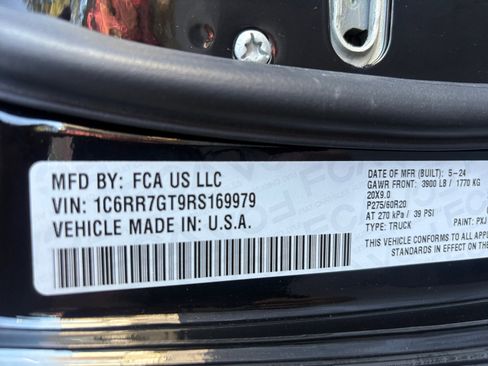 MFD BY: FCA US LLC
VIN: 1C6RR7GT9RS169979
VEHICLE MADE IN: U.S.A.
DATE OF MFR (BUILT): 5-24
GAWR FRONT: 3900 LB / 1770 KG
20X9.0
P275/60R20
AT 270 kPa / 39 PSI
TYPE: TRUCK
PAINT: PXJ
THIS VEHICLE CONFORMS TO ALL APPL
STANDARDS IN EFFECT ON THE